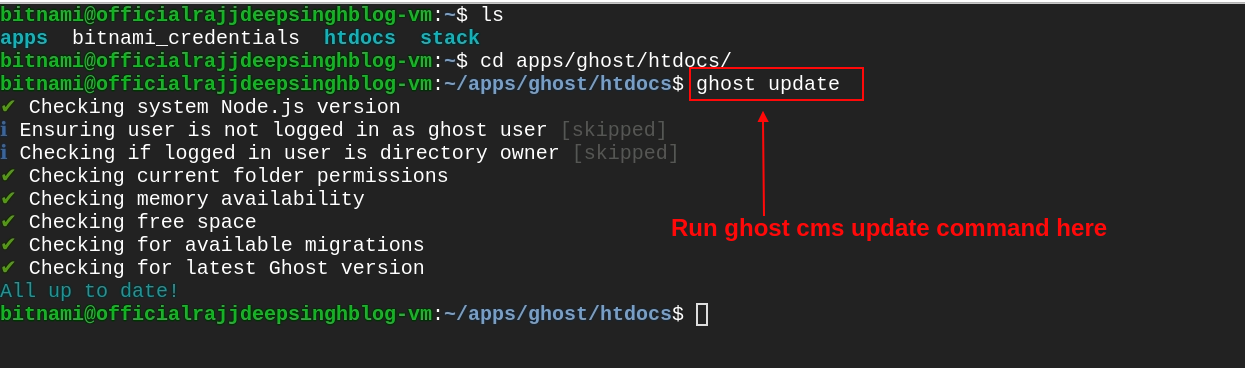 bitnami@officialrajjdeepsinghblog-vm:~$ ls
apps  bitnami_credentials  htdocs  stack
bitnami@officialrajjdeepsinghblog-vm:~$ cd apps/ghost/htdocs/
bitnami@officialrajjdeepsinghblog-vm:~/apps/ghost/htdocs$ ghost update
✔ Checking system Node.js version
ℹ Ensuring user is not logged in as ghost user [skipped]
ℹ Checking if logged in user is directory owner [skipped]
✔ Checking current folder permissions
✔ Checking memory availability
✔ Checking free space
Run ghost cms update command here
✔ Checking for available migrations
✔ Checking for latest Ghost version
All up to date!
bitnami@officialrajjdeepsinghblog-vm:~/apps/ghost/htdocs$